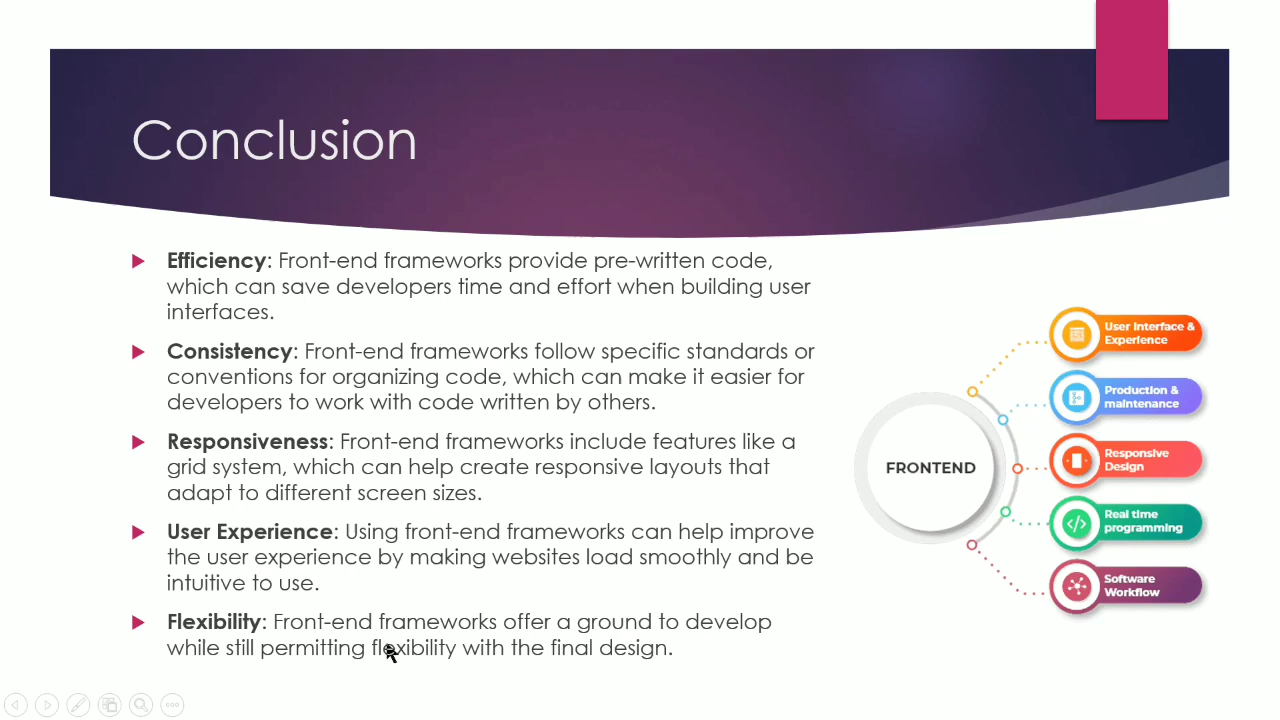 Conclusion
Efficiency: Front-end frameworks provide pre-written code,
which can save developers time and effort when building user
interfaces.
Consistency: Front-end frameworks follow specific standards or
conventions for organizing code, which can make it easier for
developers to work with code written by others.
Responsiveness: Front-end frameworks include features like a
grid system, which can help create responsive layouts that
adapt to different screen sizes.
User Experience: Using front-end frameworks can help improve
the user experience by making websites load smoothly and be
intuitive to use.
Flexibility: Front-end frameworks offer a ground to develop
while still permitting flexibility with the final design.
FRONTEND
User Interface &
Experience
Production &
maintenance
Responsive
Design
Real time
programming
Software
Workflow